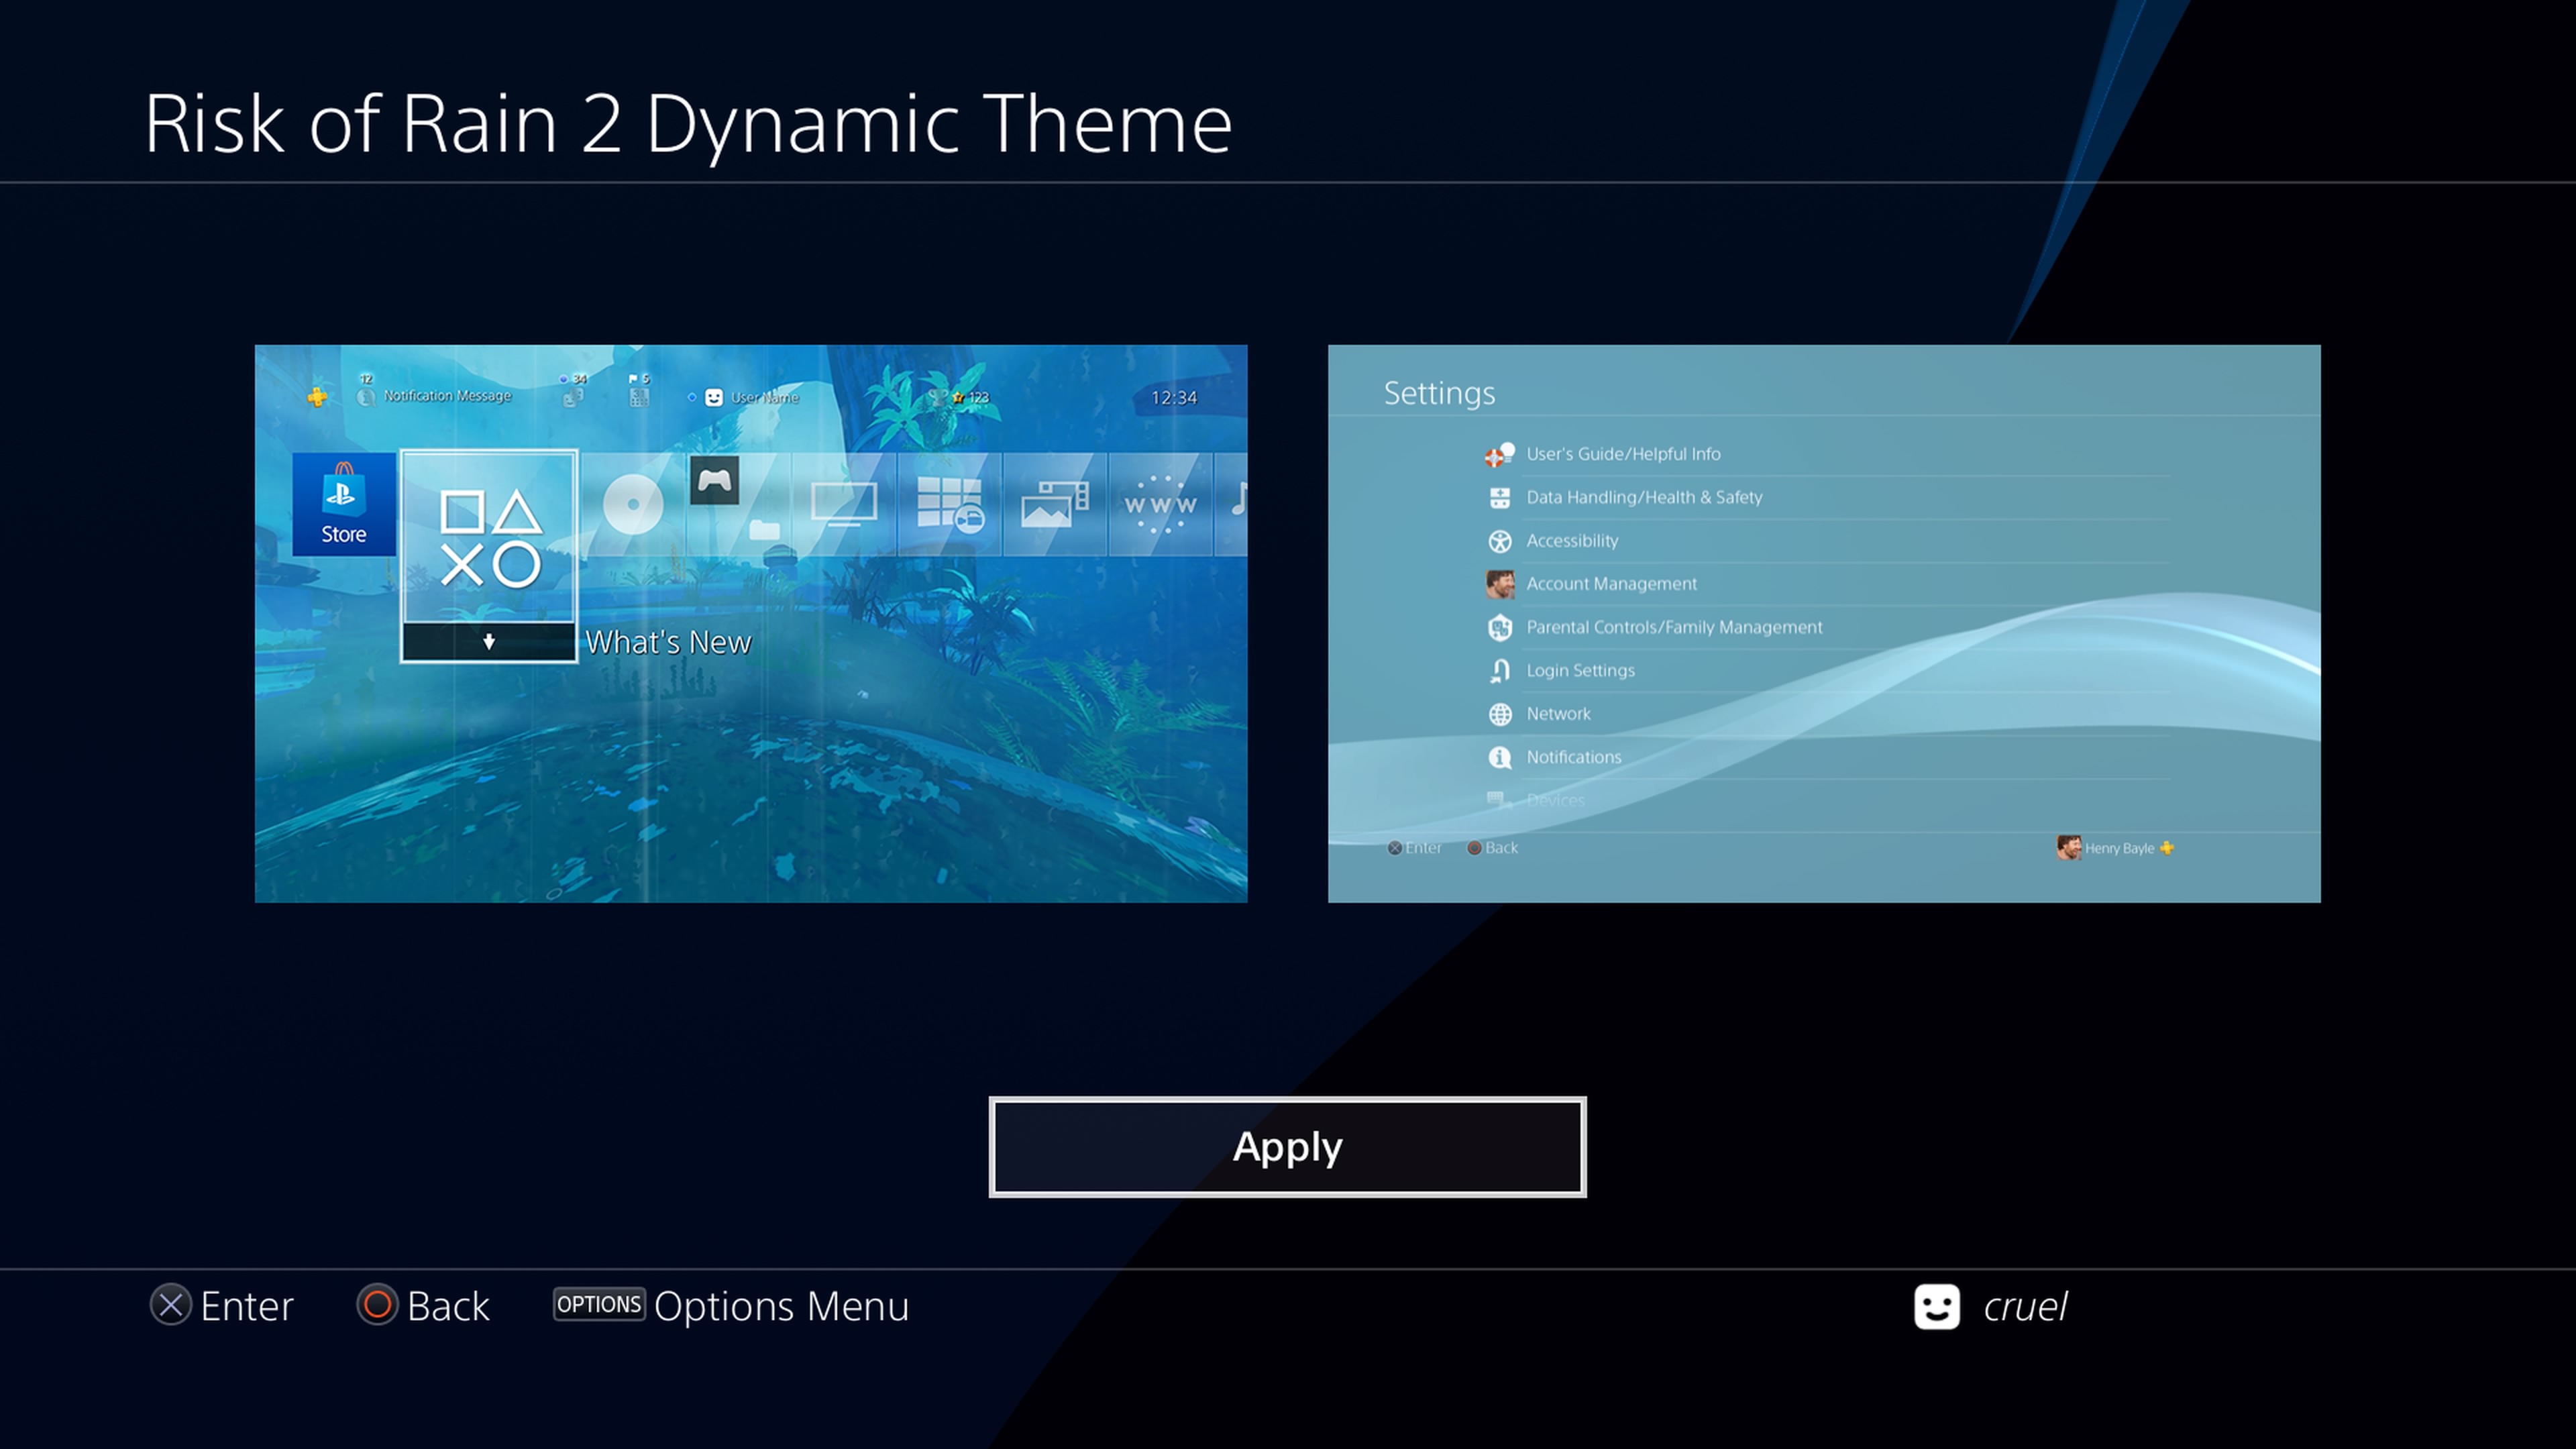 Risk of Rain 2 Dynamic Theme
12 Notification Message 34 5 User Name 123 12:34
Store
www
What's New
Settings
User's Guide/Helpful Info
Data Handling/Health & Safety
Accessibility
Account Management
Parental Controls/Family Management
Login Settings
Network
Notifications
Devices
Enter Back Henry Bayle
Apply
Enter Back OPTIONS Options Menu cruel